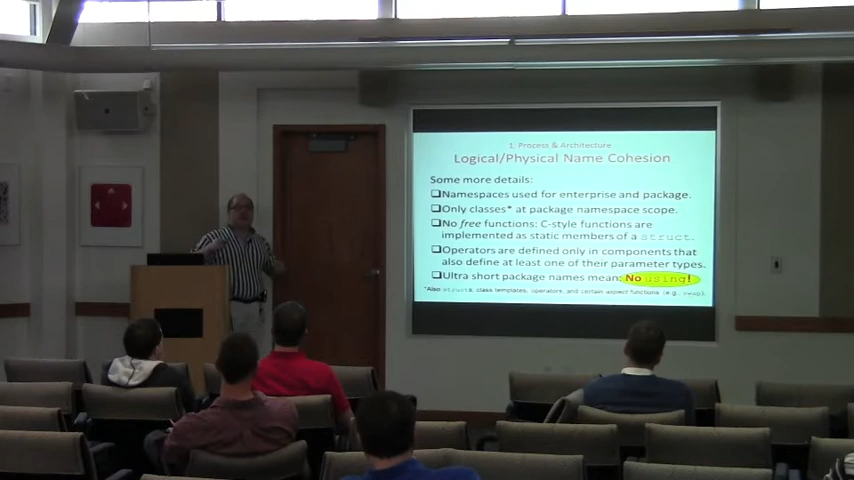 1. Process & Architecture
Logical/Physical Name Cohesion
Some more details:
Namespaces used for enterprise and package.
Only classes* at package namespace scope.
No free functions: C-style functions are
implemented as static members of a struct.
Operators are defined only in components that
also define at least one of their parameter types.
Ultra short package names mean: No using!
*Also structs, class templates, operators, and certain aspect functions (e.g., swap).